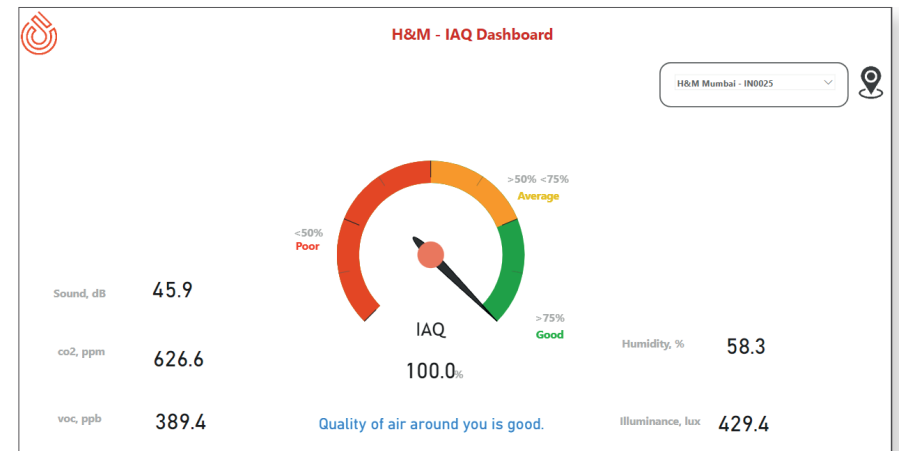 H&M - IAQ Dashboard
H&M Mumbai - IN0025
>50% <75%
Average
<50%
Poor
>75%
Good
IAQ
100.0%
Quality of air around you is good.
Sound, dB 45.9
co2, ppm 626.6
voc, ppb 389.4
Humidity, % 58.3
Illuminance, lux 429.4